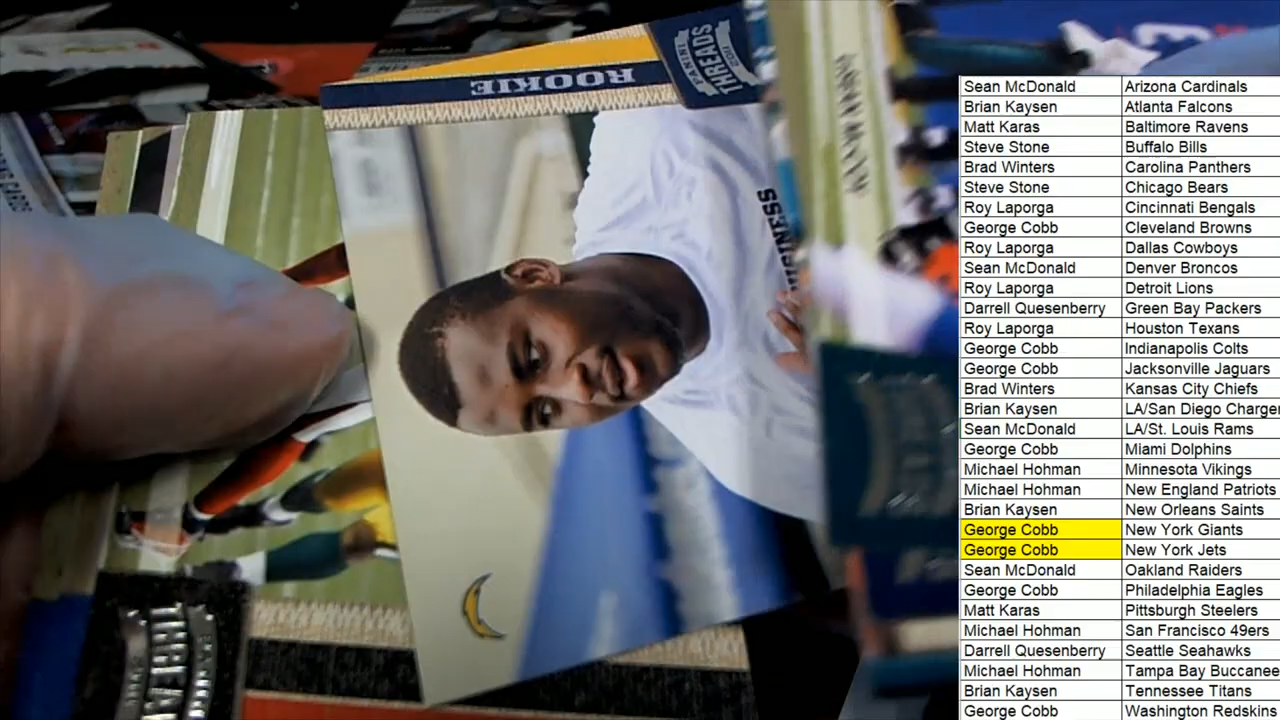 ROOKIE
PANINI
THREADS
BUSINESS
Sean McDonald Arizona Cardinals
Brian Kaysen Atlanta Falcons
Matt Karas Baltimore Ravens
Steve Stone Buffalo Bills
Brad Winters Carolina Panthers
Steve Stone Chicago Bears
Roy Laporga Cincinnati Bengals
George Cobb Cleveland Browns
Roy Laporga Dallas Cowboys
Sean McDonald Denver Broncos
Roy Laporga Detroit Lions
Darrell Quesenberry Green Bay Packers
Roy Laporga Houston Texans
George Cobb Indianapolis Colts
George Cobb Jacksonville Jaguars
Brad Winters Kansas City Chiefs
Brian Kaysen LA/San Diego Charger
Sean McDonald LA/St. Louis Rams
George Cobb Miami Dolphins
Michael Hohman Minnesota Vikings
Michael Hohman New England Patriots
Brian Kaysen New Orleans Saints
George Cobb New York Giants
George Cobb New York Jets
Sean McDonald Oakland Raiders
George Cobb Philadelphia Eagles
Matt Karas Pittsburgh Steelers
Michael Hohman San Francisco 49ers
Darrell Quesenberry Seattle Seahawks
Michael Hohman Tampa Bay Buccanee
Brian Kaysen Tennessee Titans
George Cobb Washington Redskins